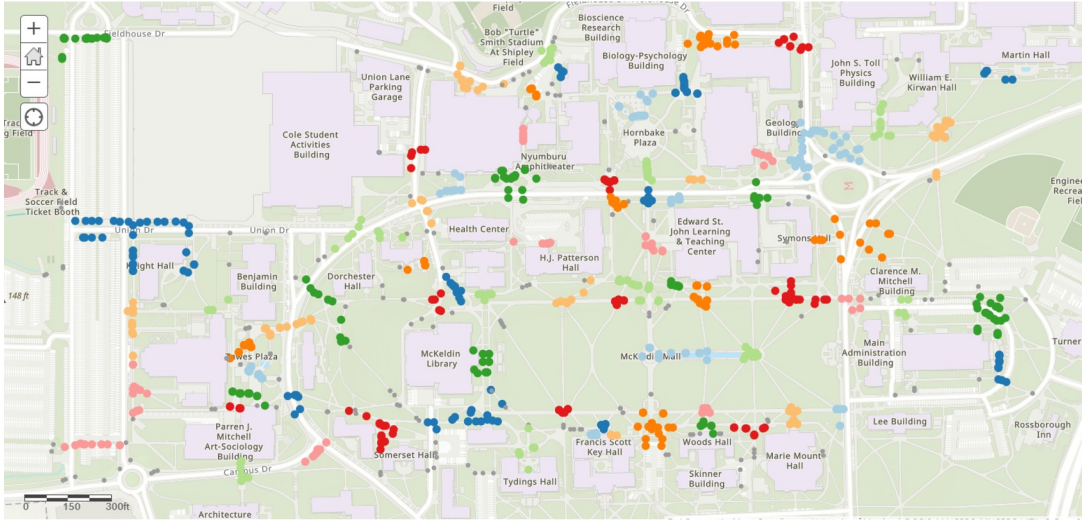 Fieldhouse Dr
Field
Bob "Turtle"
Smith Stadium
At Shipley
Field
Bioscience
Research
Building
Biology-Psychology
Building
Union Lane
Parking
Garage
John S. Toll
Physics
Building
William E.
Kirwan Hall
Martin Hall
Cole Student
Activities
Building
Hornbake
Plaza
Nyumburu
Amphitheater
Track &
Soccer Field
Ticket Booth
Union Dr
Union Dr
Health Center
H.J. Patterson
Hall
Edward St.
John Learning
& Teaching
Center
Knight Hall
Benjamin
Building
Dorchester
Hall
Clarence M.
Mitchell
Building
148 ft
McKeldin
Library
McKeldin Mall
Main
Administration
Building
Turner
Tawes Plaza
Parren J.
Mitchell
Art-Sociology
Building
Somerset Hall
Francis Scott
Key Hall
Woods Hall
Marie Mount
Hall
Lee Building
Rossborough
Inn
Campus Dr
Tydings Hall
Skinner
Building
Architecture
0 150 300ft